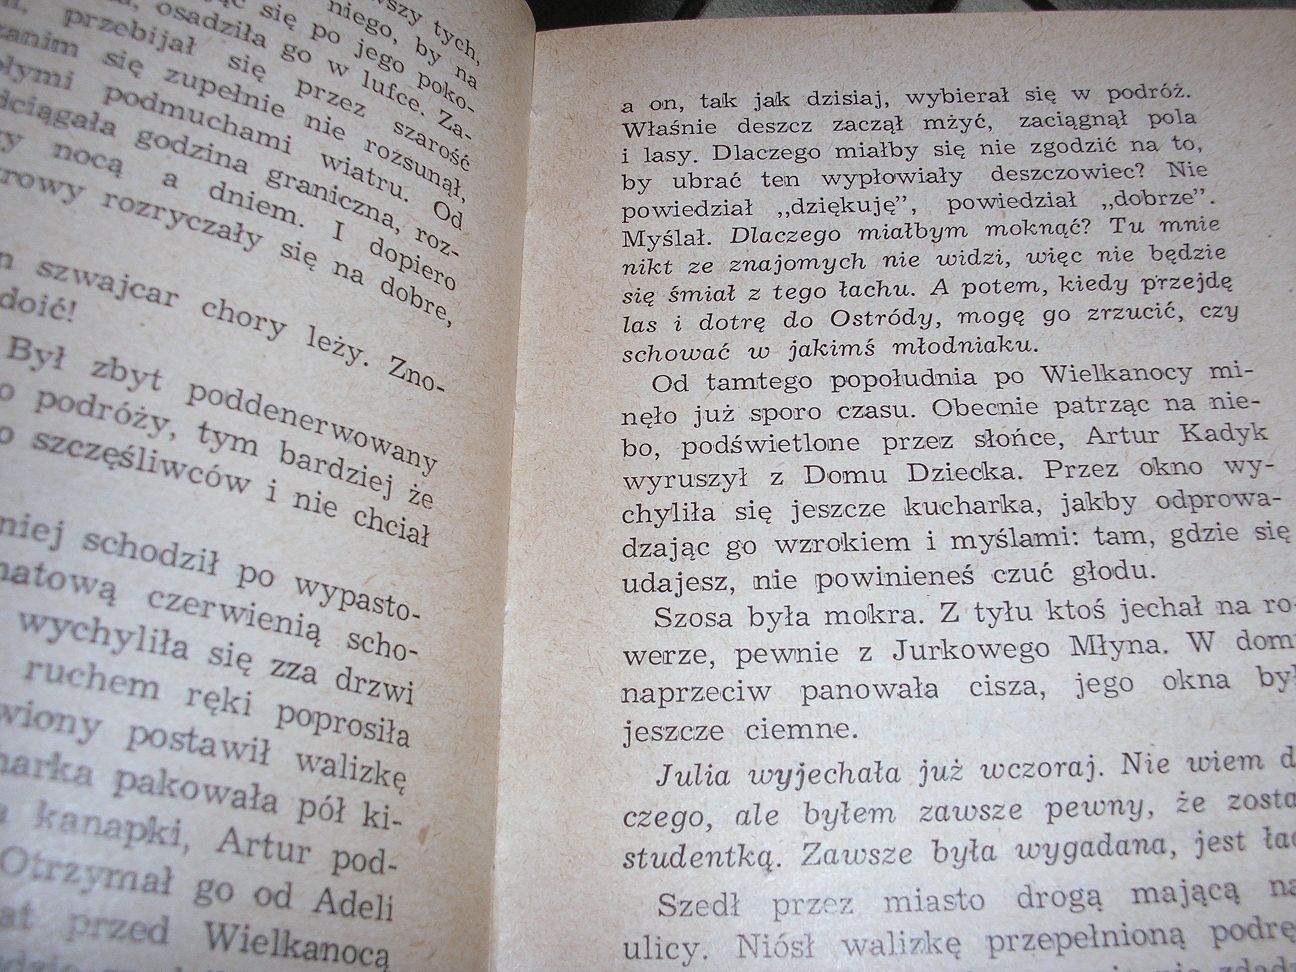 wszy tych,
niego, by na
się po jego poko-
osadziła go w lufce. Za-
przebijał się przez szarość
zanim się zupełnie nie rozsunął,
podmuchami wiatru. Od
godzina graniczna, roz-
nocą a dniem. I dopiero
rozryczały się na dobre,
szwajcar chory leży. Zno-
doić!
Był zbyt poddenerwowany
podróży, tym bardziej że
szczęśliwców i nie chciał
schodził po wypasto-
czerwienią scho-
wychyliła się zza drzwi
ruchem ręki poprosiła
postawił walizkę
pakowała pół ki-
kanapki, Artur pod-
Otrzymał go od Adeli
przed Wielkanocą
a on, tak jak dzisiaj, wybierał się w podróż.
Właśnie deszcz zaczął mżyć, zaciągnął pola
i lasy. Dlaczego miałby się nie zgodzić na to,
by ubrać ten wypłowiały deszczowiec? Nie
powiedział „dziękuję”, powiedział „dobrze”.
Myślał. Dlaczego miałbym moknąć? Tu mnie
nikt ze znajomych nie widzi, więc nie będzie
się śmiał z tego łachu. A potem, kiedy przejdę
las i dotrę do Ostródy, mogę go zrzucić, czy
schować w jakimś młodniaku.
Od tamtego popołudnia po Wielkanocy mi-
nęło już sporo czasu. Obecnie patrząc na nie-
bo, podświetlone przez słońce, Artur Kadyk
wyruszył z Domu Dziecka. Przez okno wy-
chyliła się jeszcze kucharka, jakby odprowa-
dzając go wzrokiem i myślami: tam, gdzie się
udajesz, nie powinieneś czuć głodu.
Szosa była mokra. Z tyłu ktoś jechał na ro-
werze, pewnie z Jurkowego Młyna. W dom
naprzeciw panowała cisza, jego okna był
jeszcze ciemne.
Julia wyjechała już wczoraj. Nie wiem d
czego, ale byłem zawsze pewny, że zosta
studentką. Zawsze była wygadana, jest ład
Szedł przez miasto drogą mającą na
ulicy. Niósł walizkę przepełnioną podrę